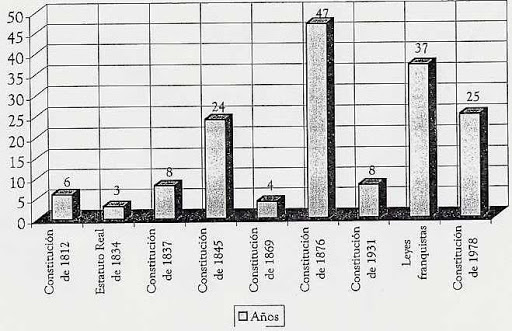 50
45
40
35
30
25
20
15
10
5
0
6
3
8
24
4
47
8
37
25
Constitución
de 1812
Estatuto Real
de 1834
Constitución
de 1837
Constitución
de 1845
Constitución
de 1869
Constitución
de 1876
Constitución
de 1931
Leyes
franquistas
Constitución
de 1978
Años